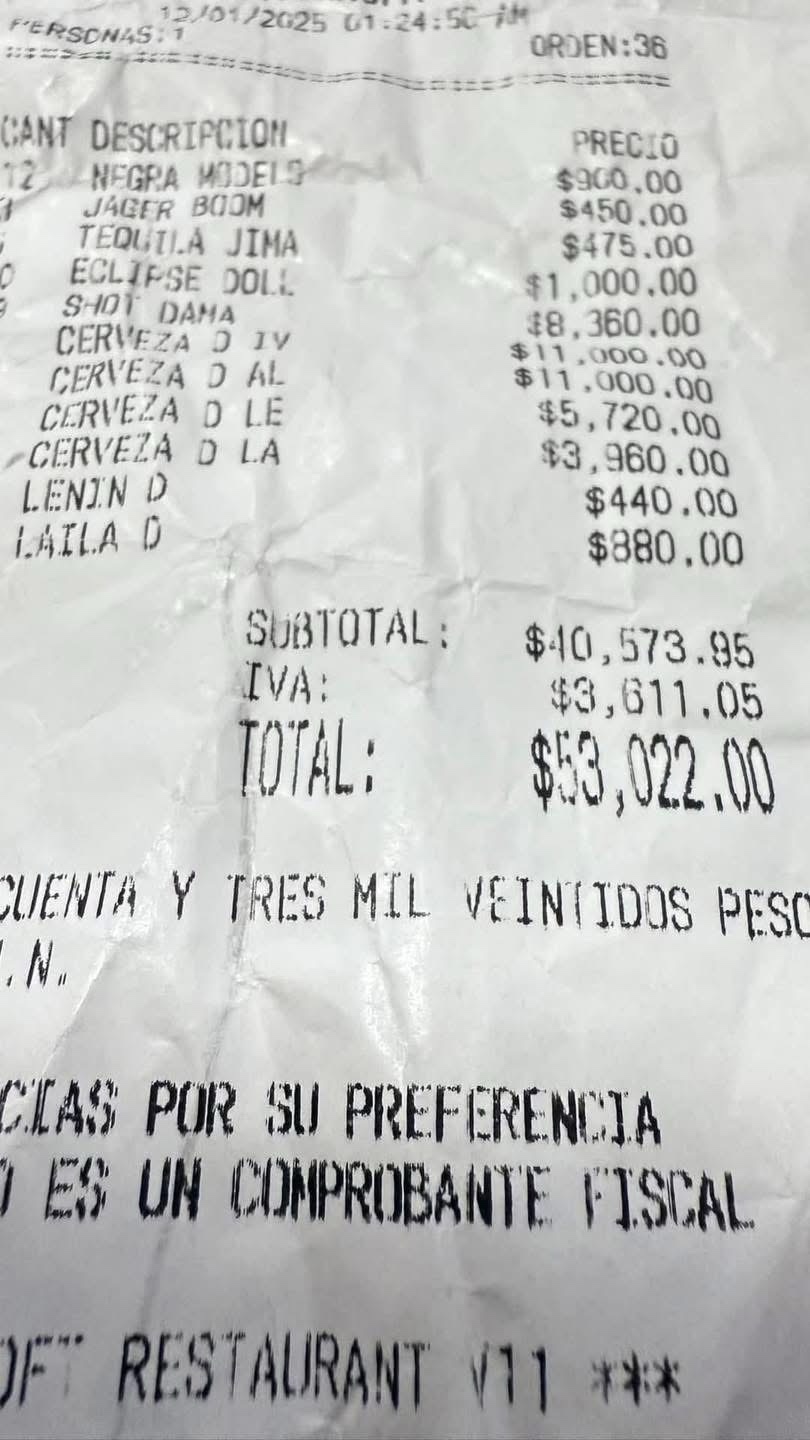 12/01/2025 01:24:50 AM
PERSONAS:1
ORDEN:36
CANT DESCRIPCION PRECIO
12 NEGRA MODELO $900.00
JAGER BOOM $450.00
TEQUILA JIMA $475.00
ECLIPSE DOLL $1,000.00
SHOT DAMA $8,360.00
CERVEZA D IV $11,000.00
CERVEZA D AL $11,000.00
CERVEZA D LE $5,720.00
CERVEZA D LA $3,960.00
LENIN D $440.00
LAILA D $880.00
SUBTOTAL: $40,573.95
IVA: $3,611.05
TOTAL: $53,022.00
CUENTA Y TRES MIL VEINTIDOS PESO
.N.
CIAS POR SU PREFERENCIA
O ES UN COMPROBANTE FISCAL
OFT RESTAURANT V11 ***